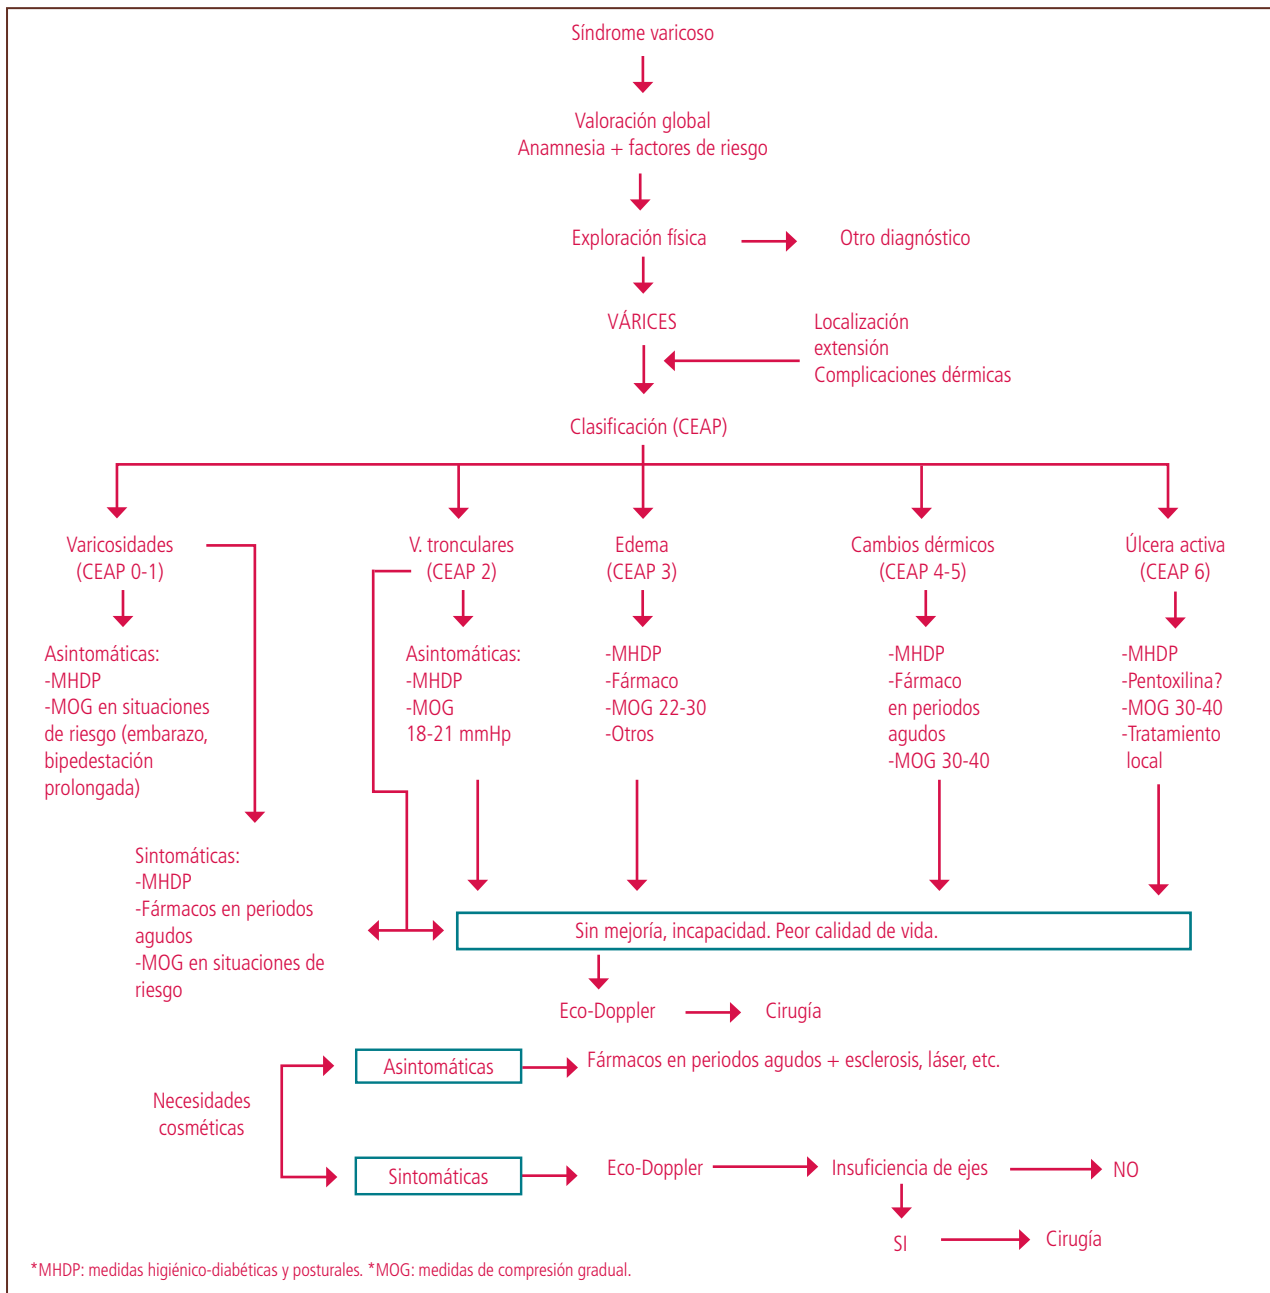 Síndrome varicoso
Valoración global
Anamnesia + factores de riesgo
Exploración física
Otro diagnóstico
VÁRICES
Localización
extensión
Complicaciones dérmicas
Clasificación (CEAP)
Varicosidades
(CEAP 0-1)
V. tronculares
(CEAP 2)
Edema
(CEAP 3)
Cambios dérmicos
(CEAP 4-5)
Úlcera activa
(CEAP 6)
Asintomáticas:
-MHDP
-MOG en situaciones
de riesgo (embarazo,
bipedestación
prolongada)
Asintomáticas:
-MHDP
-MOG
18-21 mmHp
-MHDP
-Fármaco
-MOG 22-30
-Otros
-MHDP
-Fármaco
en periodos
agudos
-MOG 30-40
-MHDP
-Pentoxilina?
-MOG 30-40
-Tratamiento
local
Sintomáticas:
-MHDP
-Fármacos en periodos
agudos
-MOG en situaciones de
riesgo
Sin mejoría, incapacidad. Peor calidad de vida.
Eco-Doppler
Cirugía
Necesidades
cosméticas
Asintomáticas
Fármacos en periodos agudos + esclerosis, láser, etc.
Sintomáticas
Eco-Doppler
Insuficiencia de ejes
NO
SI
Cirugía
*MHDP: medidas higiénico-diabéticas y posturales. *MOG: medidas de compresión gradual.